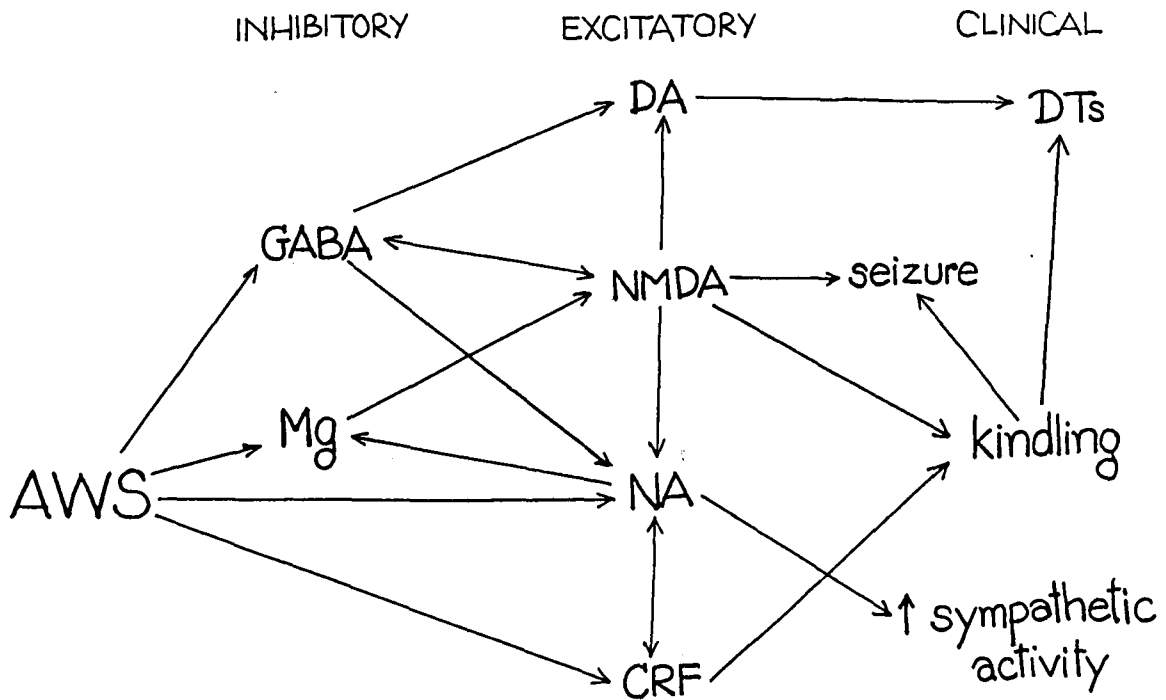 INHIBITORY EXCITATORY CLINICAL
DA DTs
GABA
NMDA seizure
Mg kindling
AWS NA
↑ sympathetic
activity
CRF